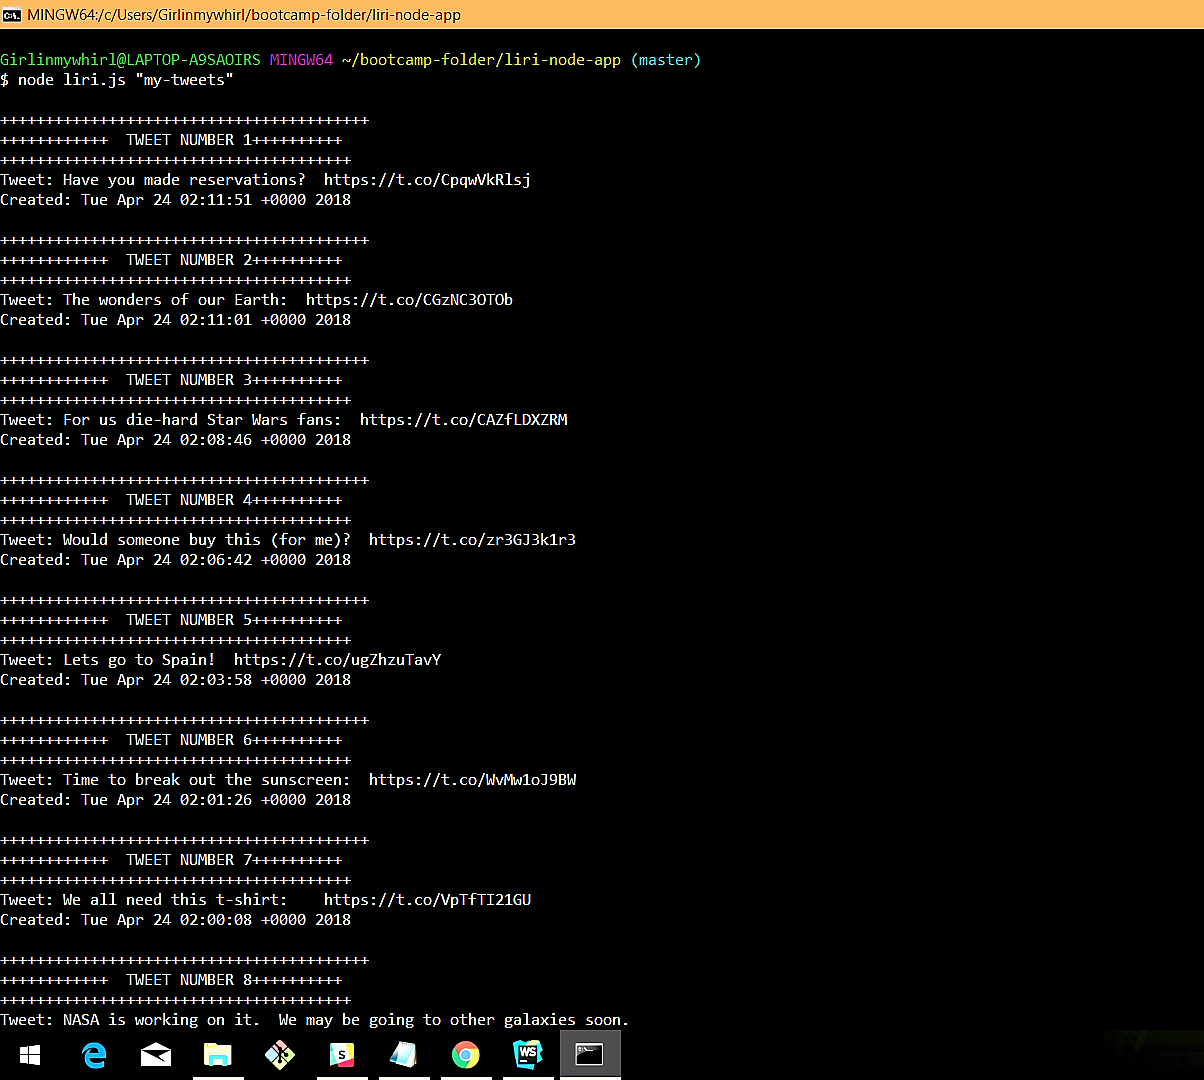 MINGW64:/c/Users/Girlinmywhirl/bootcamp-folder/liri-node-app
Girlinmywhirl@LAPTOP-A9SAOIRS MINGW64 ~/bootcamp-folder/liri-node-app (master)
$ node liri.js "my-tweets"
+++++++++++++++++++++++++++++++++++++++++
++++++++++++  TWEET NUMBER 1++++++++++
+++++++++++++++++++++++++++++++++++++++
Tweet: Have you made reservations?  https://t.co/CpqwVkRlsj
Created: Tue Apr 24 02:11:51 +0000 2018
+++++++++++++++++++++++++++++++++++++++++
++++++++++++  TWEET NUMBER 2++++++++++
+++++++++++++++++++++++++++++++++++++++
Tweet: The wonders of our Earth:  https://t.co/CGzNC3OTOb
Created: Tue Apr 24 02:11:01 +0000 2018
+++++++++++++++++++++++++++++++++++++++++
++++++++++++  TWEET NUMBER 3++++++++++
+++++++++++++++++++++++++++++++++++++++
Tweet: For us die-hard Star Wars fans:  https://t.co/CAZfLDXZRM
Created: Tue Apr 24 02:08:46 +0000 2018
+++++++++++++++++++++++++++++++++++++++++
++++++++++++  TWEET NUMBER 4++++++++++
+++++++++++++++++++++++++++++++++++++++
Tweet: Would someone buy this (for me)?  https://t.co/zr3GJ3k1r3
Created: Tue Apr 24 02:06:42 +0000 2018
+++++++++++++++++++++++++++++++++++++++++
++++++++++++  TWEET NUMBER 5++++++++++
+++++++++++++++++++++++++++++++++++++++
Tweet: Lets go to Spain!  https://t.co/ugZhzuTavY
Created: Tue Apr 24 02:03:58 +0000 2018
+++++++++++++++++++++++++++++++++++++++++
++++++++++++  TWEET NUMBER 6++++++++++
+++++++++++++++++++++++++++++++++++++++
Tweet: Time to break out the sunscreen:  https://t.co/WvMw1oJ9BW
Created: Tue Apr 24 02:01:26 +0000 2018
+++++++++++++++++++++++++++++++++++++++++
++++++++++++  TWEET NUMBER 7++++++++++
+++++++++++++++++++++++++++++++++++++++
Tweet: We all need this t-shirt:    https://t.co/VpTfTI21GU
Created: Tue Apr 24 02:00:08 +0000 2018
+++++++++++++++++++++++++++++++++++++++++
++++++++++++  TWEET NUMBER 8++++++++++
+++++++++++++++++++++++++++++++++++++++
Tweet: NASA is working on it.  We may be going to other galaxies soon.
S
WS